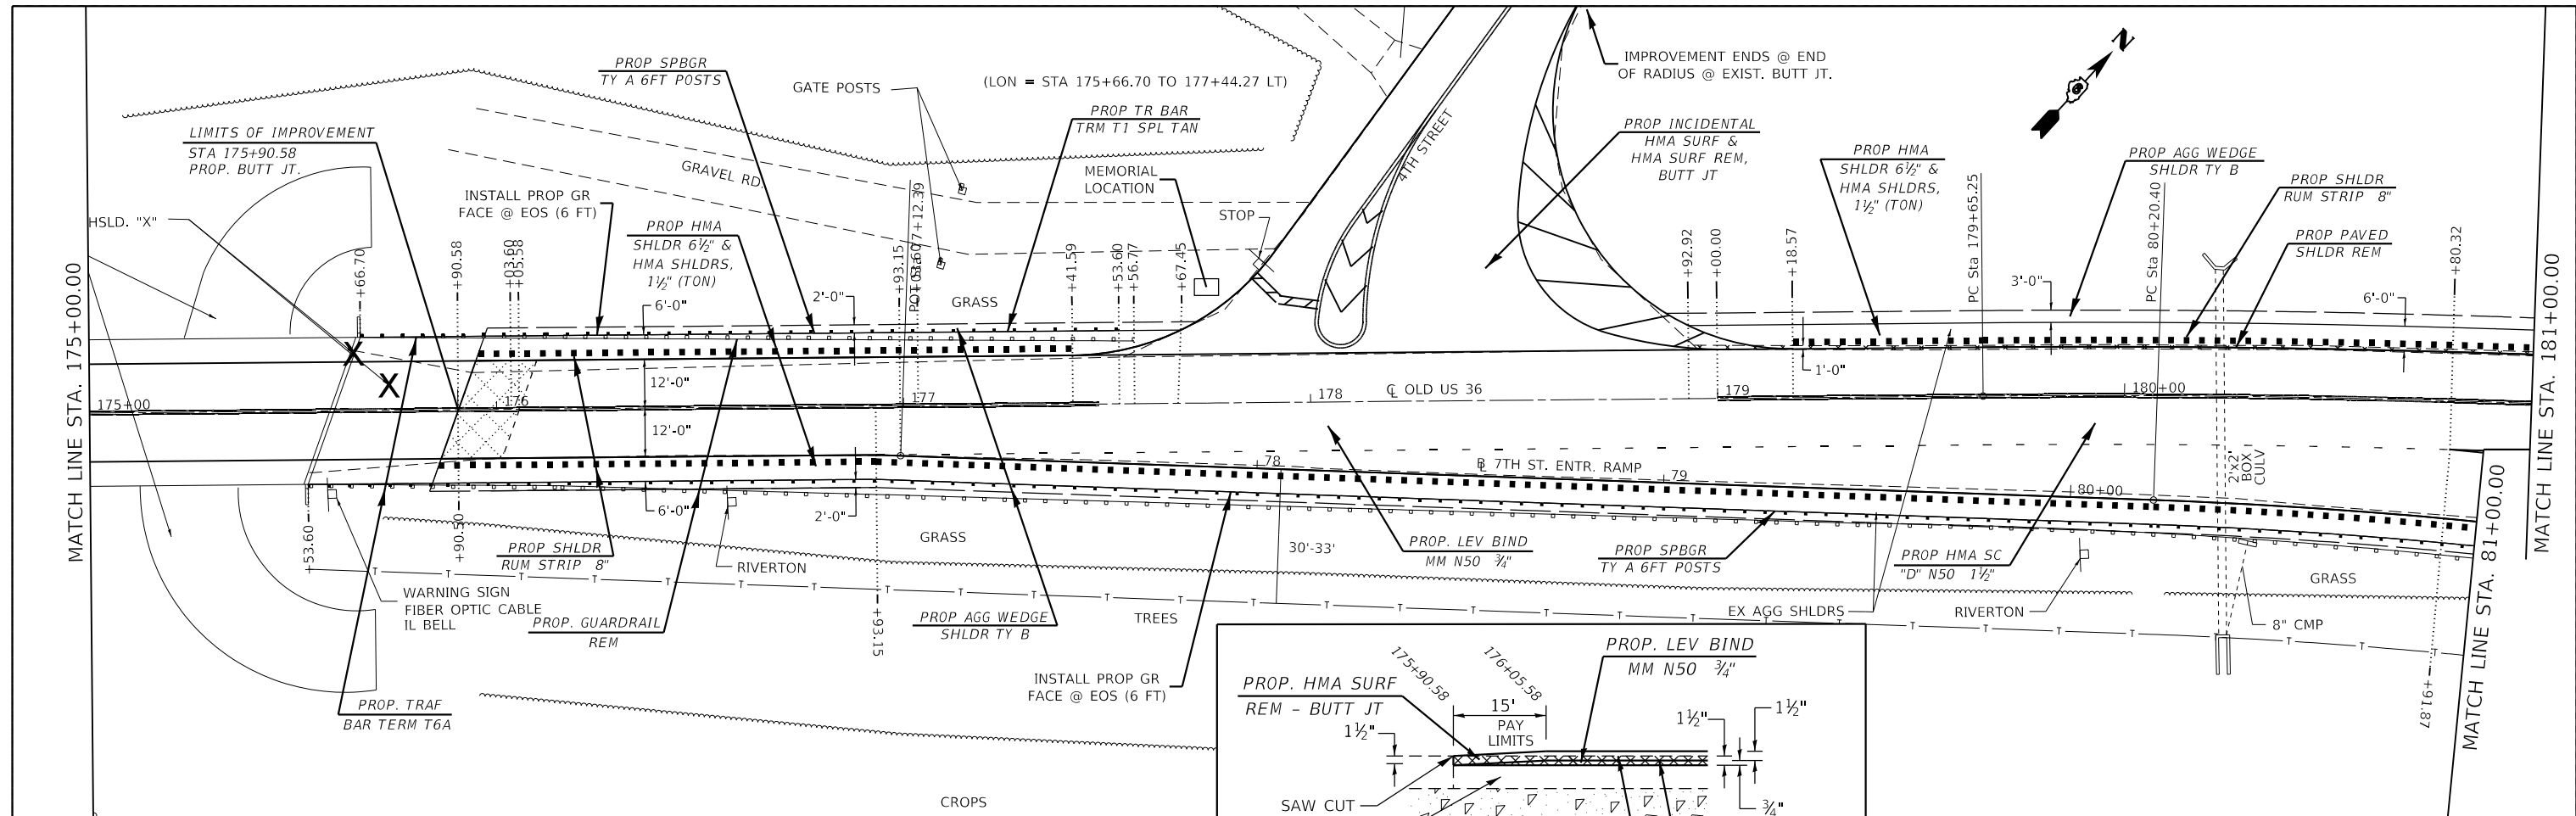 MATCH LINE STA. 175+00.00
LIMITS OF IMPROVEMENT
STA 175+90.58
PROP. BUTT JT.
HSLD. "X"
PROP SPBGR
TY A 6FT POSTS
GATE POSTS
(LON = STA 175+66.70 TO 177+44.27 LT)
PROP TR BAR
TRM T1 SPL TAN
GRAVEL RD.
INSTALL PROP GR
FACE @ EOS (6 FT)
PROP HMA
SHLDR 6½" &
HMA SHLDRS,
1½" (TON)
MEMORIAL
LOCATION
STOP
4TH STREET
IMPROVEMENT ENDS @ END
OF RADIUS @ EXIST. BUTT JT.
N
PROP INCIDENTAL
HMA SURF &
HMA SURF REM,
BUTT JT
PROP HMA
SHLDR 6½" &
HMA SHLDRS,
1½" (TON)
PROP AGG WEDGE
SHLDR TY B
PROP SHLDR
RUM STRIP 8"
PROP PAVED
SHLDR REM
PC Sta 179+65.25
PC Sta 80+20.40
MATCH LINE STA. 181+00.00
+66.70
+90.58
+03.60
+05.58
6'-0"
2'-0"
+93.15
GRASS
+41.59
+53.60
+56.77
+67.45
+92.92
+00.00
+18.57
3'-0"
6'-0"
+80.32
1'-0"
X
X
12'-0"
12'-0"
175+00
176
177
178
℄ OLD US 36
179
180+00
78
7TH ST. ENTR. RAMP
79
80+00
2'x2'
BOX
CULV
+53.60
+90.50
6'-0"
2'-0"
+93.15
GRASS
30'-33'
PROP SHLDR
RUM STRIP 8"
RIVERTON
WARNING SIGN
FIBER OPTIC CABLE
IL BELL
PROP. GUARDRAIL
REM
PROP AGG WEDGE
SHLDR TY B
TREES
PROP. LEV BIND
MM N50 ¾"
PROP SPBGR
TY A 6FT POSTS
PROP HMA SC
"D" N50 1½"
EX AGG SHLDRS
RIVERTON
GRASS
8" CMP
+91.87
MATCH LINE STA. 81+00.00
PROP. TRAF
BAR TERM T6A
INSTALL PROP GR
FACE @ EOS (6 FT)
CROPS
175+90.58
176+05.58
PROP. LEV BIND
MM N50 ¾"
PROP. HMA SURF
REM – BUTT JT
15'
PAY
LIMITS
1½"
1½"
1½"
SAW CUT
¾"